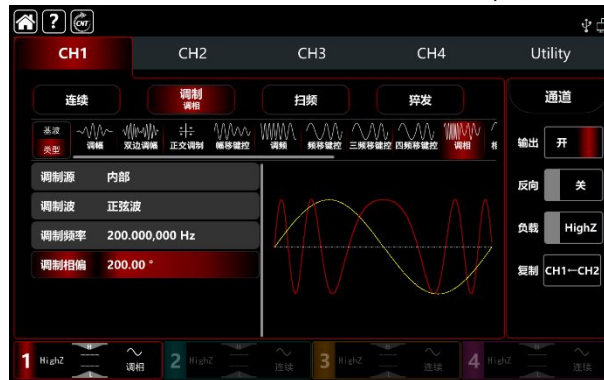 ? CNT
CH1 CH2 CH3 CH4 Utility
连续 调制 扫频 猝发 通道
调相
基波
类型 调幅 双边调幅 正交调制 幅移键控 调频 频移键控 三频移键控 四频移键控 调相
输出 开
调制源 内部
反向 关
调制波 正弦波
负载 HighZ
调制频率 200.000,000 Hz
调制相偏 200.00 °
复制 CH1←CH2
1 HighZ H L 调相 2 HighZ H L 连续 3 HighZ H L 连续 4 HighZ H L 连续